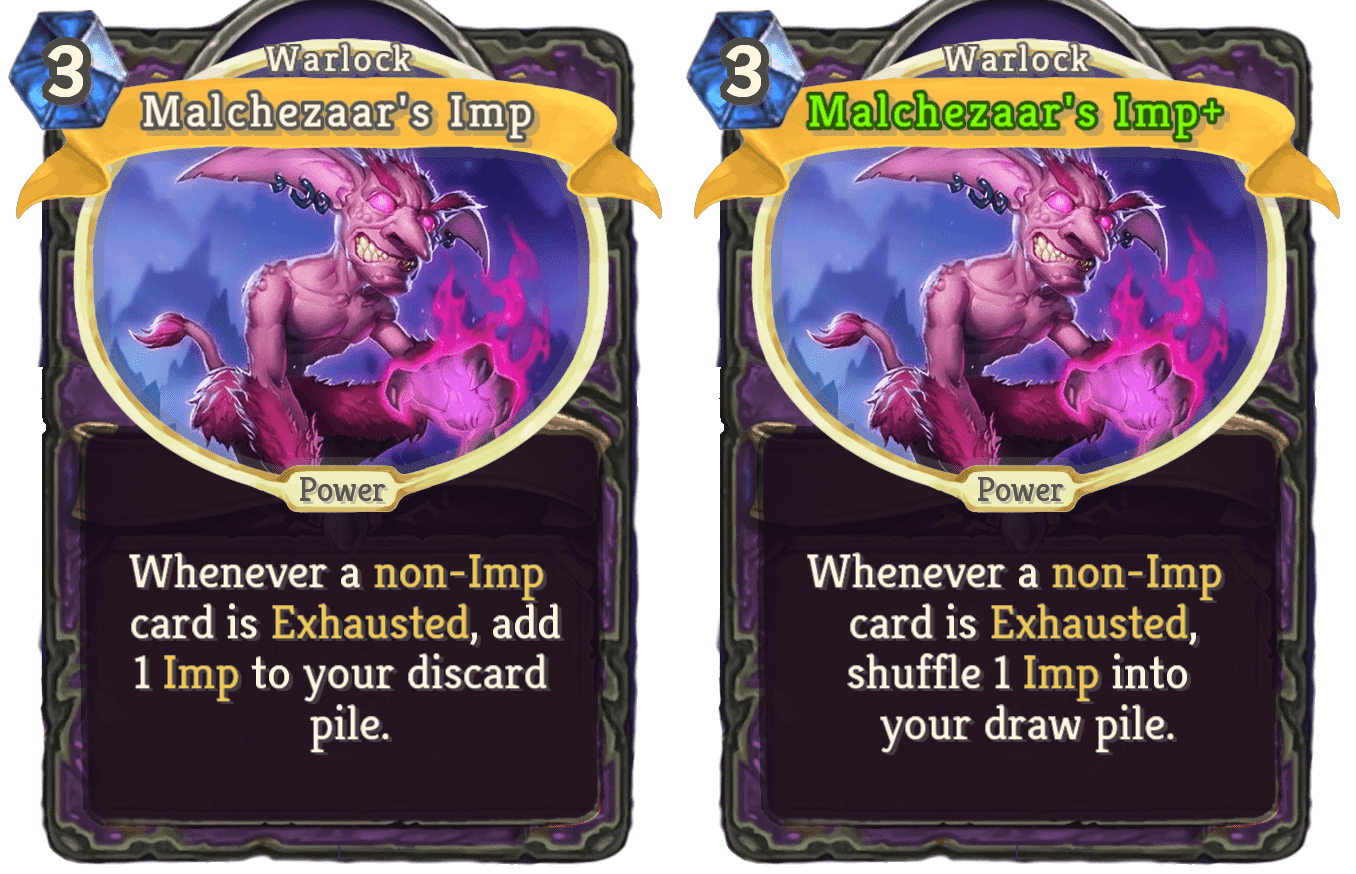 3
Warlock
Malchezaar's Imp
Power
Whenever a non-Imp
card is Exhausted, add
1 Imp to your discard
pile.
3
Warlock
Malchezaar's Imp+
Power
Whenever a non-Imp
card is Exhausted,
shuffle 1 Imp into
your draw pile.